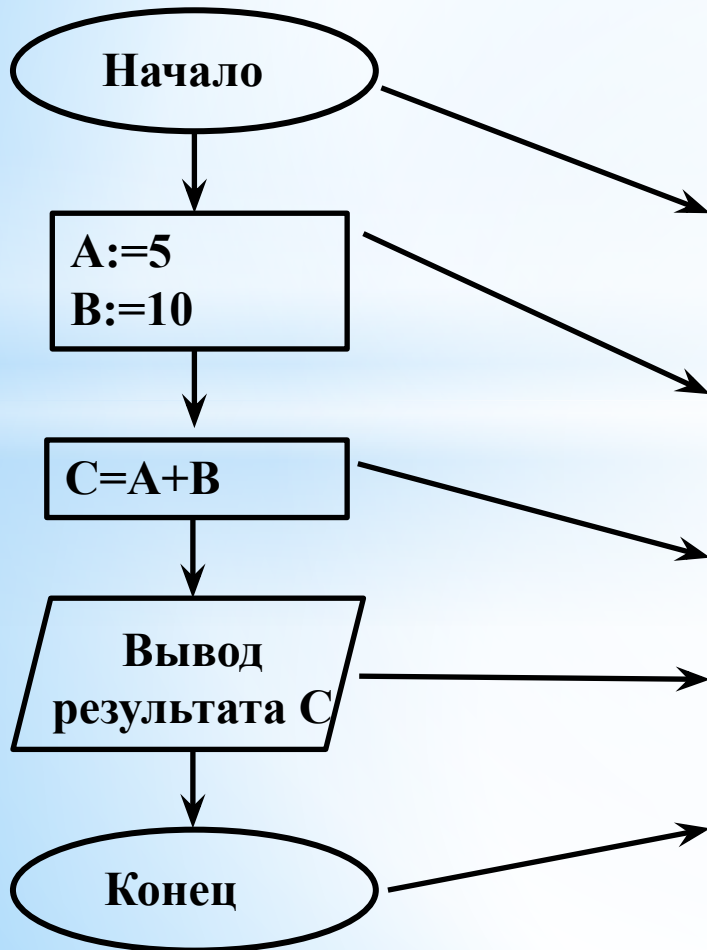 Начало
A:=5
B:=10
C=A+B
Вывод
результата С
Конец